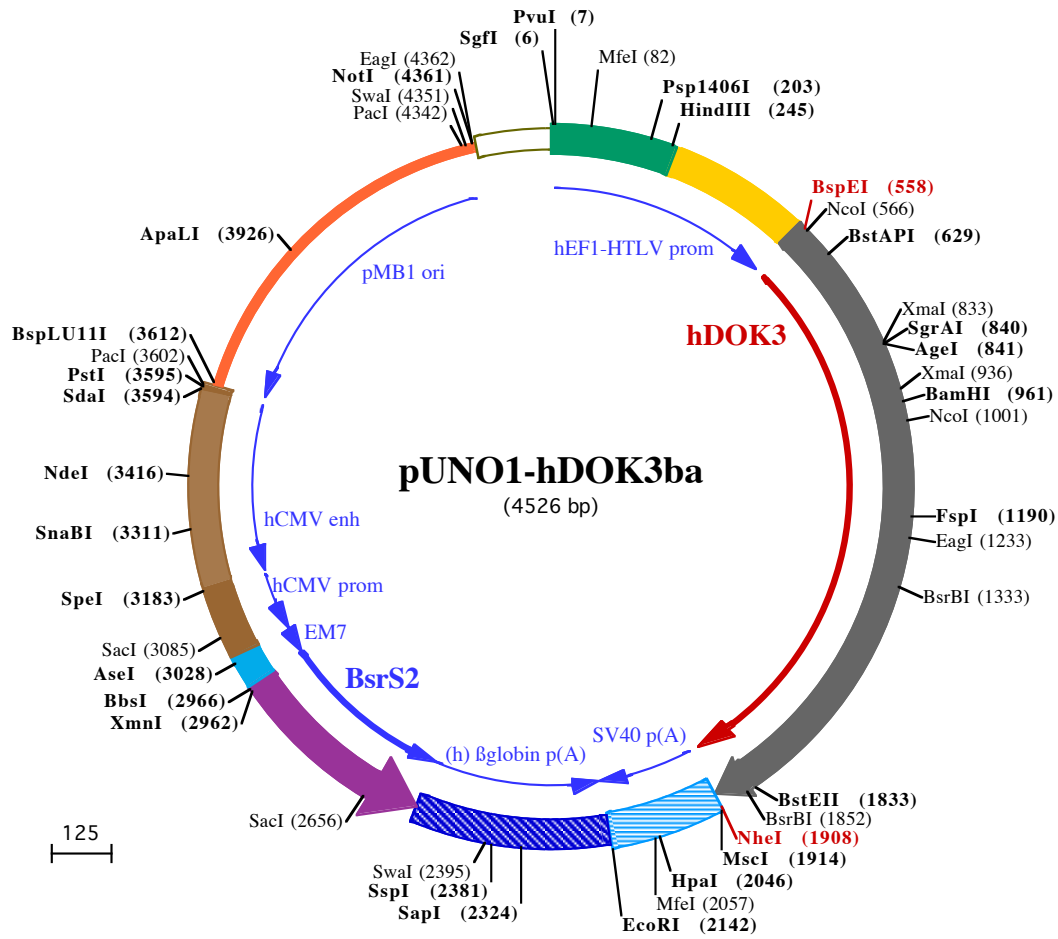 PvuI (7)
SgfI (6)
MfeI (82)
Psp1406I (203)
HindIII (245)
EagI (4362)
NotI (4361)
SwaI (4351)
PacI (4342)
BspEI (558)
NcoI (566)
BstAPI (629)
XmaI (833)
SgrAI (840)
AgeI (841)
XmaI (936)
BamHI (961)
NcoI (1001)
FspI (1190)
EagI (1233)
BsrBI (1333)
BstEII (1833)
BsrBI (1852)
NheI (1908)
MscI (1914)
HpaI (2046)
MfeI (2057)
EcoRI (2142)
SapI (2324)
SspI (2381)
SwaI (2395)
SacI (2656)
XmnI (2962)
BbsI (2966)
AseI (3028)
SacI (3085)
SpeI (3183)
SnaBI (3311)
NdeI (3416)
SdaI (3594)
PstI (3595)
PacI (3602)
BspLU11I (3612)
ApaLI (3926)
hEF1-HTLV prom
hDOK3
pMB1 ori
pUNO1-hDOK3ba
(4526 bp)
hCMV enh
hCMV prom
EM7
BsrS2
(h) ßglobin p(A)
SV40 p(A)
125